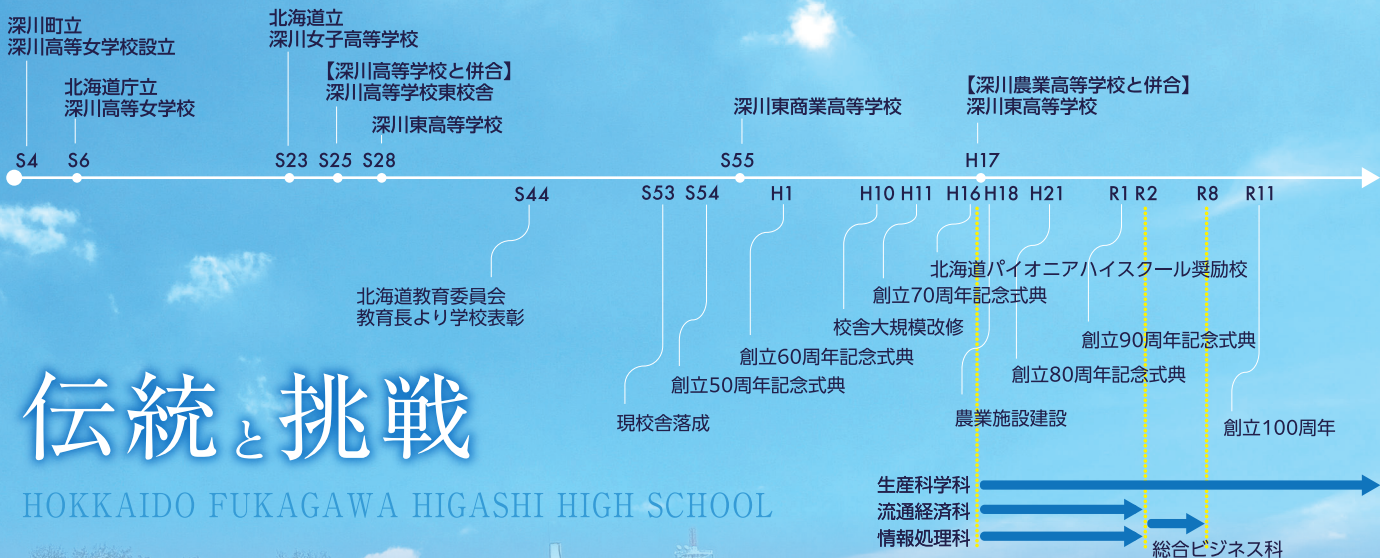 深川町立
深川高等女学校設立
北海道庁立
深川高等女学校
北海道立
深川女子高等学校
【深川高等学校と併合】
深川高等学校東校舎
深川東高等学校
深川東商業高等学校
【深川農業高等学校と併合】
深川東高等学校
S4 S6 S23 S25 S28 S55 H17
S44 S53 S54 H1 H10 H11 H16 H18 H21 R1 R2 R8 R11
北海道教育委員会
教育長より学校表彰
現校舎落成
創立50周年記念式典
創立60周年記念式典
校舎大規模改修
創立70周年記念式典
北海道パイオニアハイスクール奨励校
農業施設建設
創立80周年記念式典
創立90周年記念式典
創立100周年
伝統と挑戦
HOKKAIDO FUKAGAWA HIGASHI HIGH SCHOOL
生産科学科
流通経済科
情報処理科
総合ビジネス科